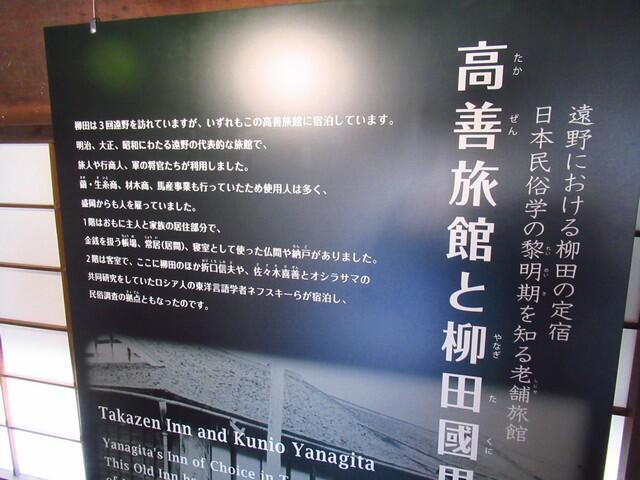 遠野における柳田の定宿
日本民俗学の黎明期を知る老舗旅館
高善旅館と柳田國男
柳田は3回遠野を訪れていますが、いずれもこの高善旅館に宿泊しています。
明治、大正、昭和にわたる遠野の代表的な旅館で、
旅人や行商人、軍の将官たちが利用しました。
繭・生糸商、材木商、馬産事業も行っていたため使用人は多く、
盛岡からも人を雇っていました。
1階はおもに主人と家族の居住部分で、
金銭を扱う帳場、常居(居間)、寝室として使った仏間や納戸がありました。
2階は客室で、ここに柳田のほか折口信夫や、佐々木喜善とオシラサマの
共同研究をしていたロシア人の東洋言語学者ネフスキーらが宿泊し、
民俗調査の拠点ともなったのです。
Takazen Inn and Kunio Yanagita
Yanagita's Inn of Choice in
This Old Inn